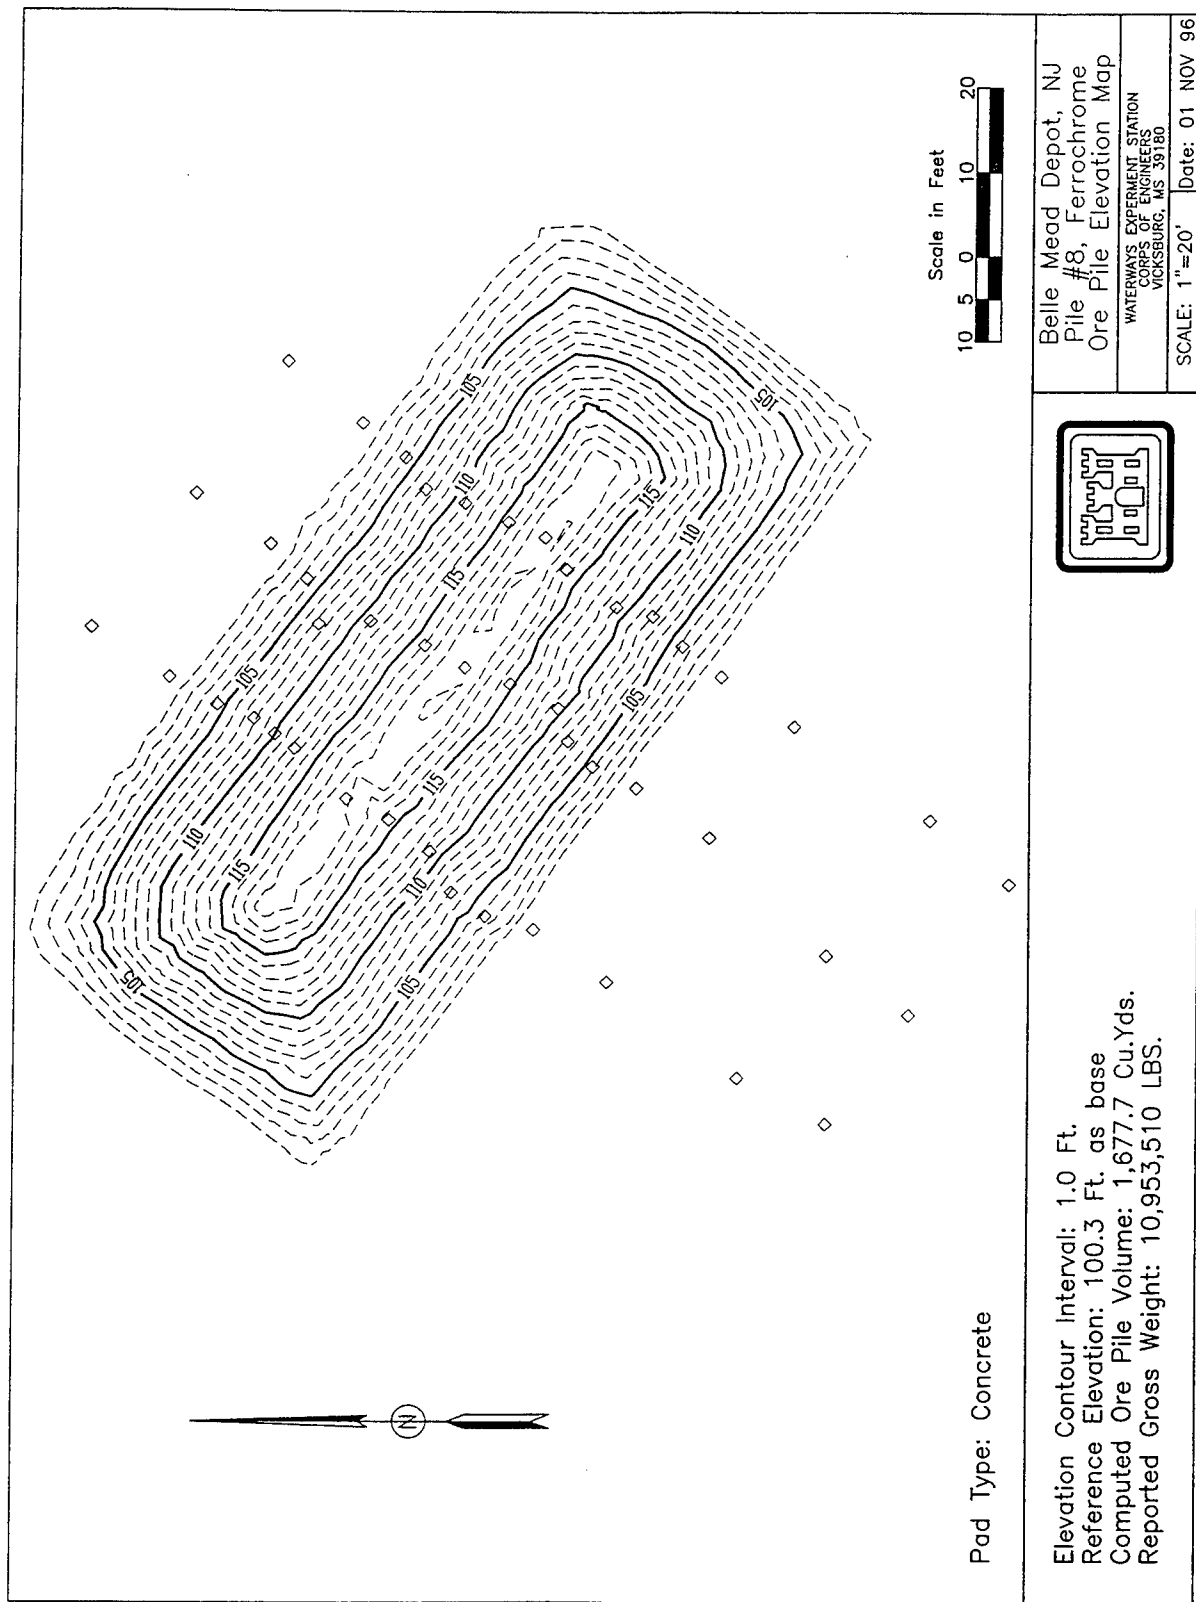 105
110
115
105
110
115
105
115
110
105
115
110
105
105
N
Scale in Feet
10 5 0 10 20
Pad Type: Concrete
Elevation Contour Interval: 1.0 Ft.
Reference Elevation: 100.3 Ft. as base
Computed Ore Pile Volume: 1,677.7 Cu.Yds.
Reported Gross Weight: 10,953,510 LBS.
Belle Mead Depot, NJ
Pile #8, Ferrochrome
Ore Pile Elevation Map
WATERWAYS EXPERMENT STATION
CORPS OF ENGINEERS
VICKSBURG, MS 39180
SCALE: 1"=20' Date: 01 NOV 96